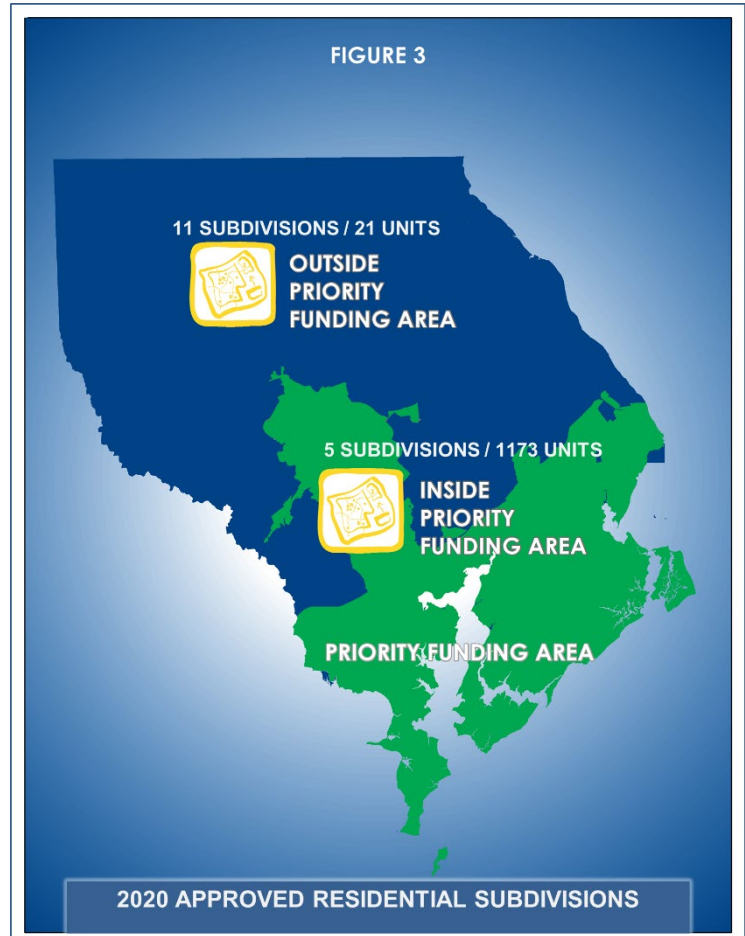 FIGURE 3
11 SUBDIVISIONS / 21 UNITS
OUTSIDE
PRIORITY
FUNDING AREA
5 SUBDIVISIONS / 1173 UNITS
INSIDE
PRIORITY
FUNDING AREA
PRIORITY FUNDING AREA
2020 APPROVED RESIDENTIAL SUBDIVISIONS